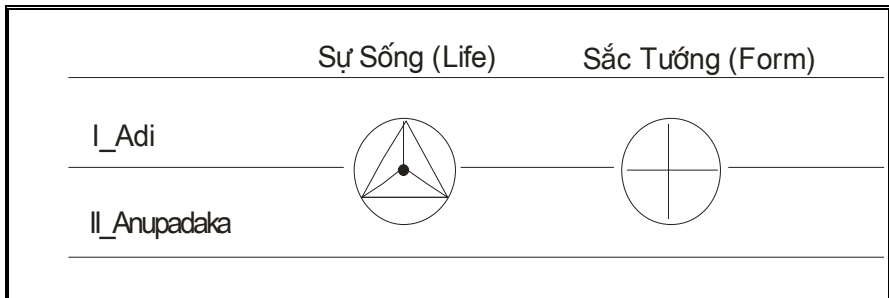 Sự Sống (Life) Sắc Tướng (Form)
I_Adi
II_Anupadaka